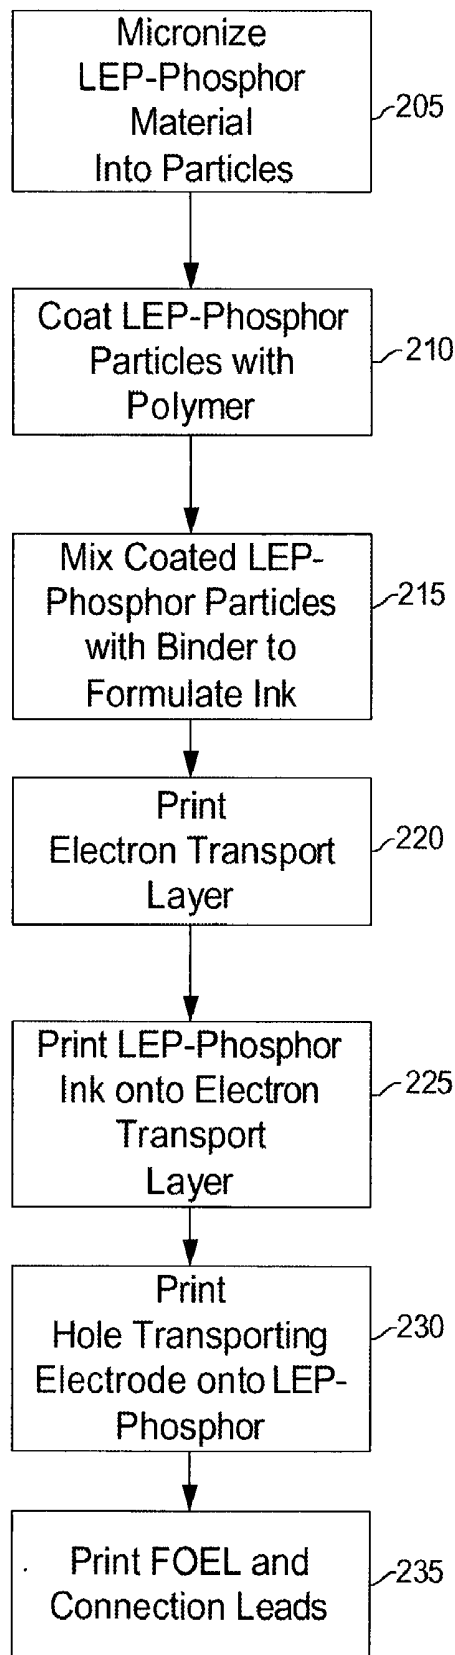 Micronize
LEP-Phosphor
Material
Into Particles
205
Coat LEP-Phosphor
Particles with
Polymer
210
Mix Coated LEP-
Phosphor Particles
with Binder to
Formulate Ink
215
Print
Electron Transport
Layer
220
Print LEP-Phosphor
Ink onto Electron
Transport
Layer
225
Print
Hole Transporting
Electrode onto LEP-
Phosphor
230
Print FOEL and
Connection Leads
235